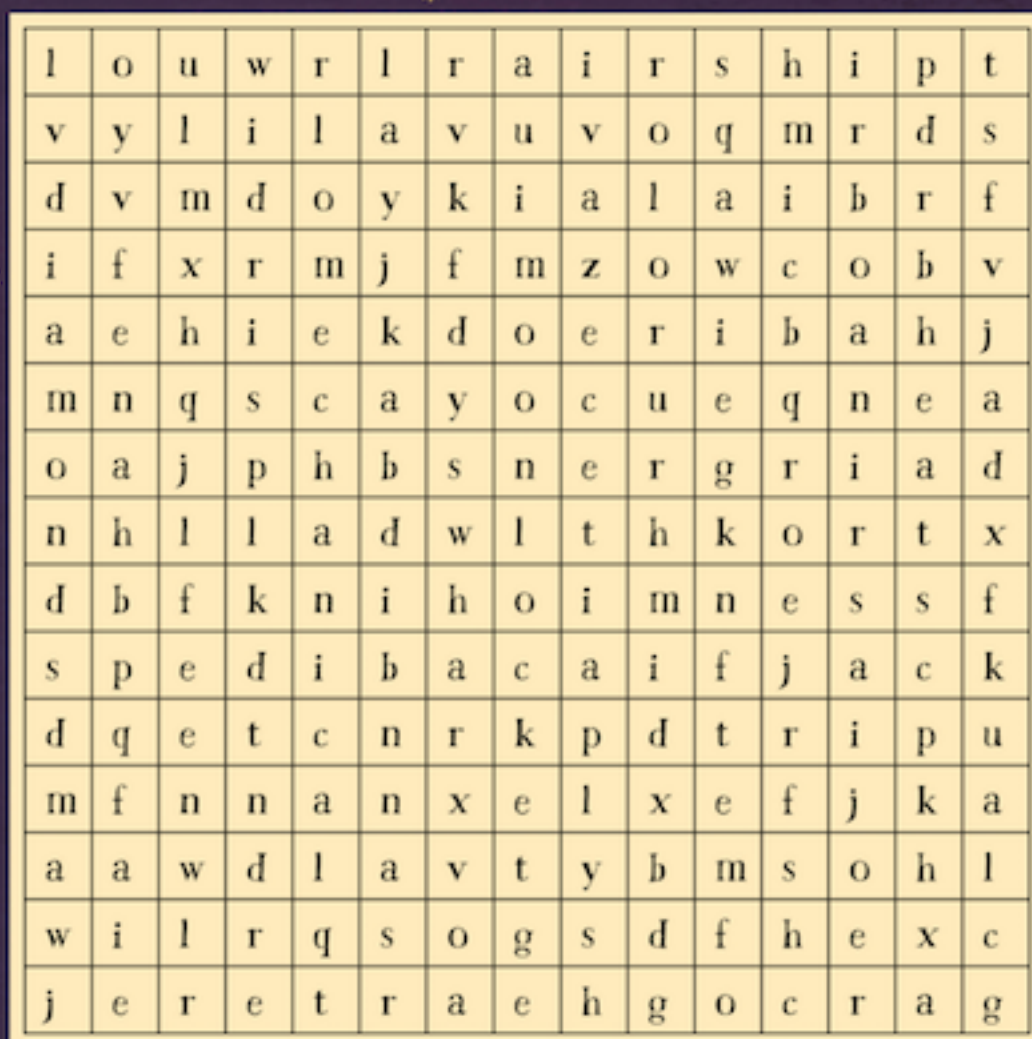 l o u w r l r a i r s h i p t
v y l i l a v u v o q m r d s
d v m d o y k i a l a i b r f
i f x r m j f m z o w c o b v
a e h i e k d o e r i b a h j
m n q s c a y o c u e q n e a
o a j p h b s n e r g r i a d
n h l l a d w l t h k o r t x
d b f k n i h o i m n e s s f
s p e d i b a c a i f j a c k
d q e t c n r k p d t r i p u
m f n n a n x e l x e f j k a
a a w d l a v t y b m s o h l
w i l r q s o g s d f h e x c
j e r e t r a e h g o c r a g